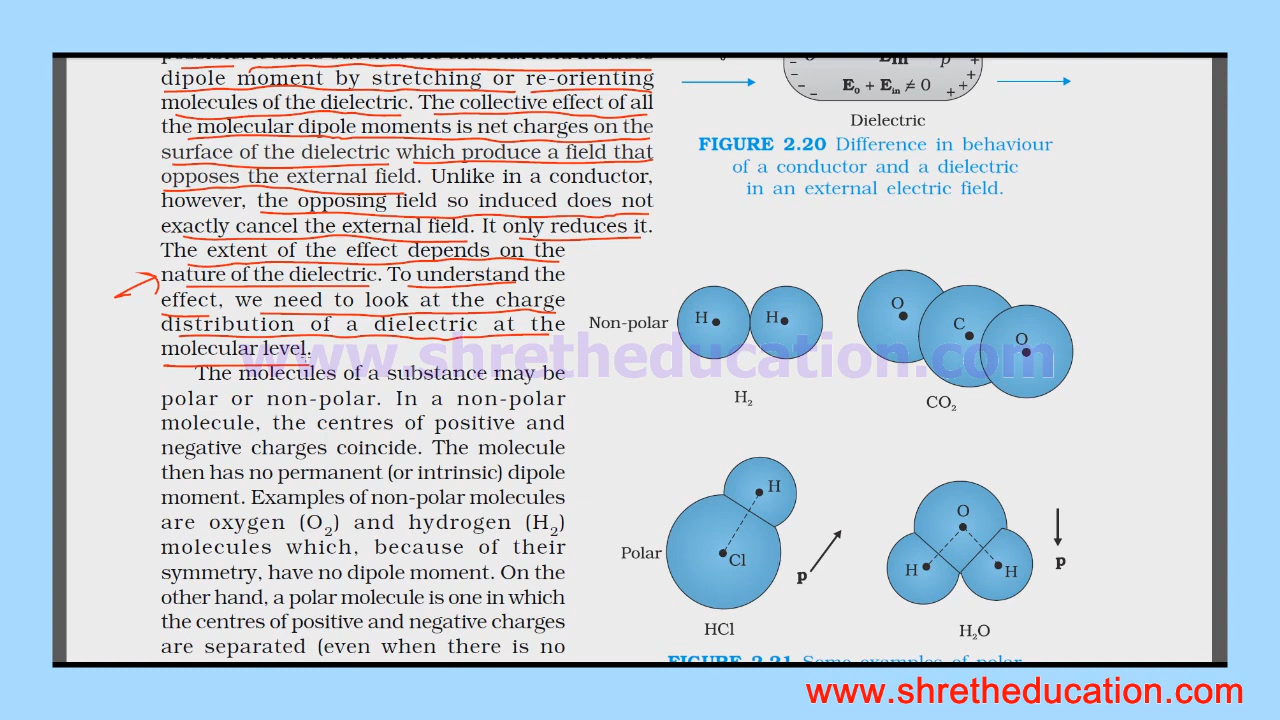 dipole moment by stretching or re-orienting
molecules of the dielectric. The collective effect of all
the molecular dipole moments is net charges on the
surface of the dielectric which produce a field that
opposes the external field. Unlike in a conductor,
however, the opposing field so induced does not
exactly cancel the external field. It only reduces it.
The extent of the effect depends on the
nature of the dielectric. To understand the
effect, we need to look at the charge
distribution of a dielectric at the
molecular level.
The molecules of a substance may be
polar or non-polar. In a non-polar
molecule, the centres of positive and
negative charges coincide. The molecule
then has no permanent (or intrinsic) dipole
moment. Examples of non-polar molecules
are oxygen (O₂) and hydrogen (H₂)
molecules which, because of their
symmetry, have no dipole moment. On the
other hand, a polar molecule is one in which
the centres of positive and negative charges
are separated (even when there is no
E₀ + Eᵢₙ ≠ 0
Dielectric
FIGURE 2.20 Difference in behaviour
of a conductor and a dielectric
in an external electric field.
Non-polar
H H
H₂
O C O
CO₂
Polar
H
Cl
p
HCl
O
H H
p
H₂O
FIGURE 2.21 Some examples of polar
www.shretheducation.com
www.shretheducation.com